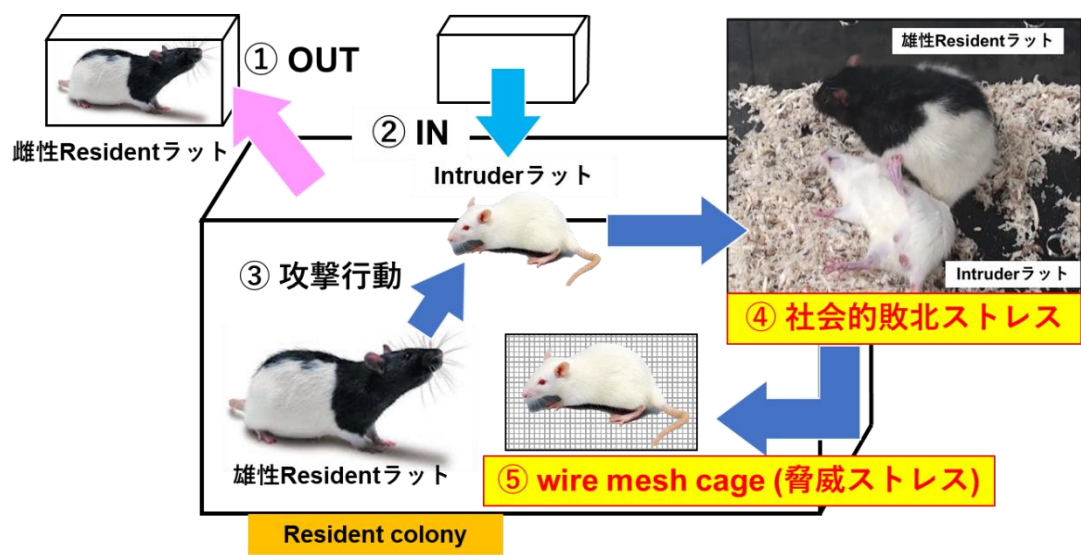 ① OUT
雌性Residentラット
② IN
Intruderラット
③ 攻撃行動
雄性Residentラット
雄性Residentラット
Intruderラット
④ 社会的敗北ストレス
⑤ wire mesh cage (脅威ストレス)
Resident colony